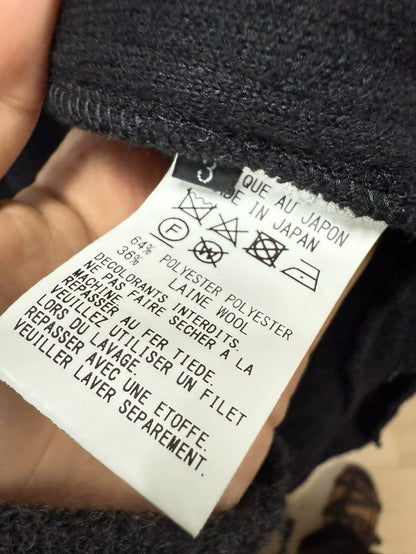 3
QUE AU JAPON
DE IN JAPAN
F
64% POLYESTER POLYESTER
36% LAINE WOOL
DECOLORANTS INTERDITS
NE PAS FAIRE SECHER A LA
MACHINE.
REPASSER AU FER TIEDE.
VEUILLEZ UTILISER UN FILET
LORS DU LAVAGE.
REPASSER AVEC UNE ETOFFE.
VEUILLER LAVER SEPAREMENT.